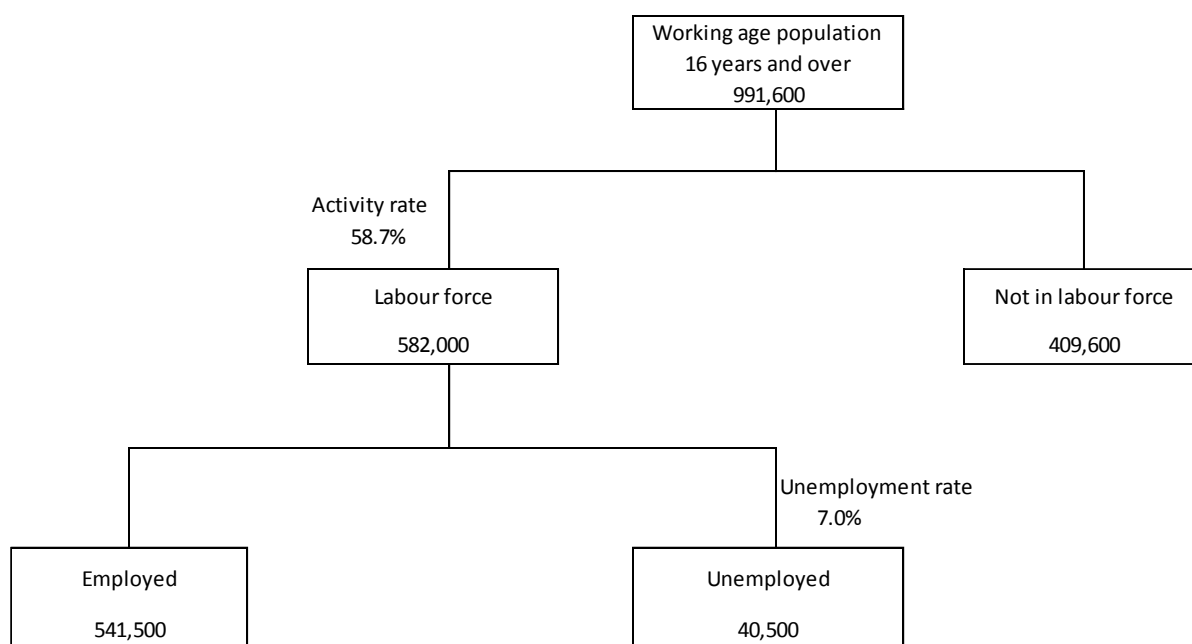 Working age population
16 years and over
991,600
Activity rate
58.7%
Labour force
582,000
Not in labour force
409,600
Unemployment rate
7.0%
Employed
541,500
Unemployed
40,500